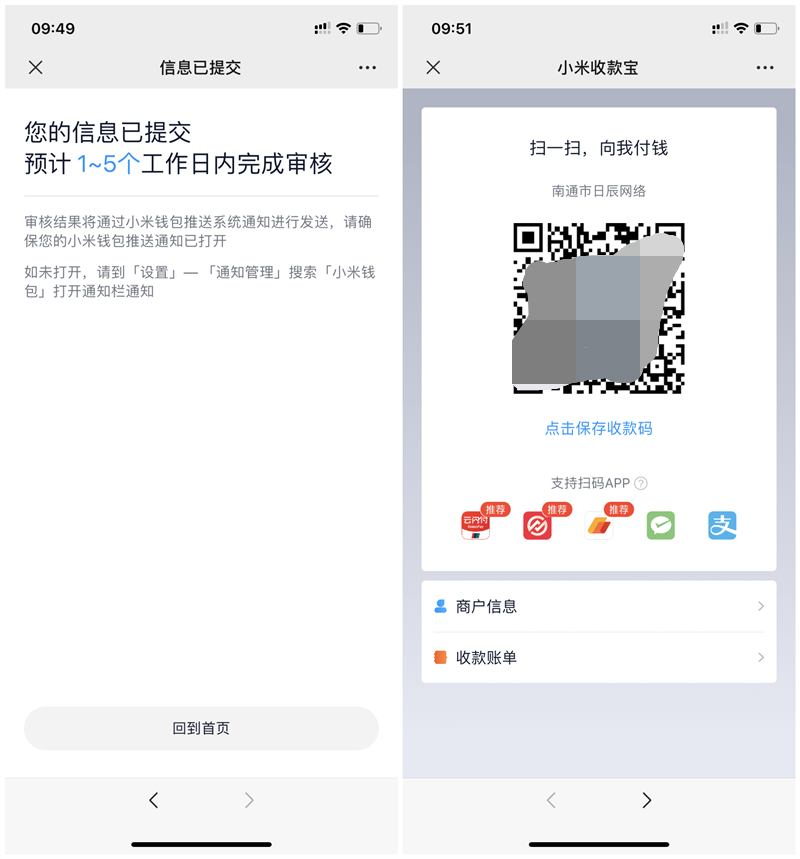 09:49
信息已提交
您的信息已提交
预计 1~5个工作日内完成审核
审核结果将通过小米钱包推送系统通知进行发送，请确
保您的小米钱包推送通知已打开
如未打开，请到「设置」—「通知管理」搜索「小米钱
包」打开通知栏通知
回到首页
09:51
小米收款宝
扫一扫，向我付钱
南通市日辰网络
点击保存收款码
支持扫码APP ?
推荐
推荐
推荐
云闪付
支
商户信息
收款账单